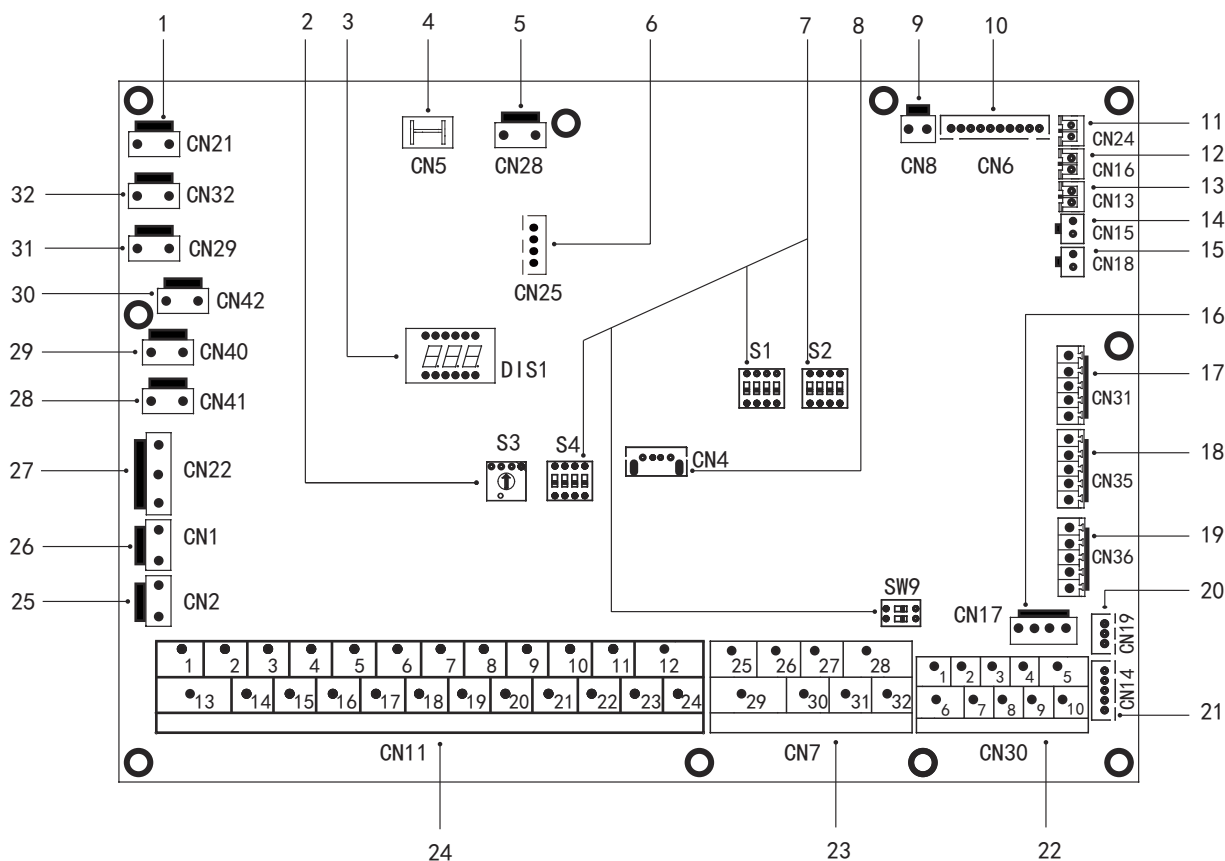 1 2 3 4 5 6 7 8 9 10
11
CN21 CN5 CN28 CN8 CN6 CN24
12
CN16
32 CN32
13
CN13
14
CN15
31 CN29
15
CN18
CN25
30 CN42
16
29 CN40
DIS1
S1 S2
17
CN31
28 CN41
S3 S4
18
27 CN22
CN4
CN35
26 CN1
19
CN36
SW9
20
25 CN2
CN17
CN19
1 2 3 4 5 6 7 8 9 10 11 12
25 26 27 28
1 2 3 4 5
13 14 15 16 17 18 19 20 21 22 23 24
29 30 31 32
6 7 8 9 10
CN14
21
CN11 CN7 CN30
24 23 22